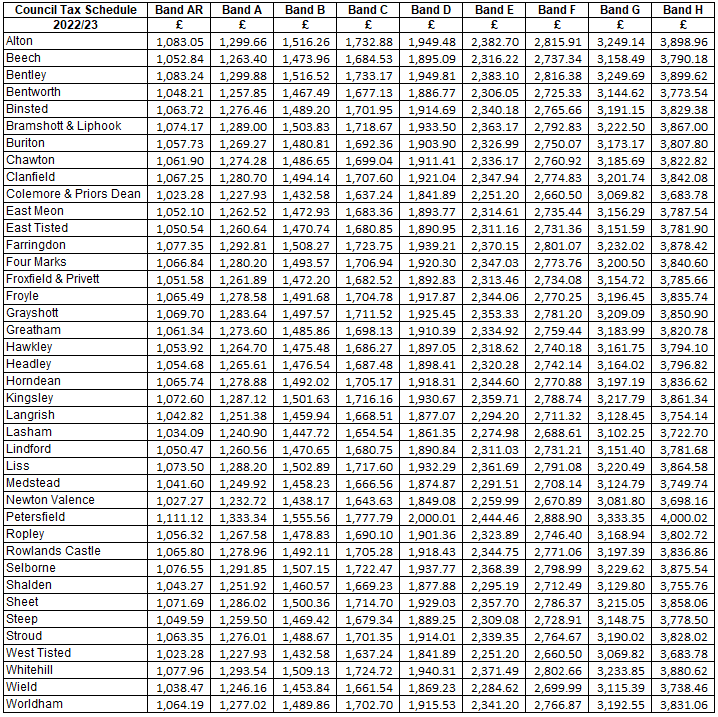 Council Tax Schedule Band AR Band A Band B Band C Band D Band E Band F Band G Band H
2022/23 £ £ £ £ £ £ £ £ £
Alton 1,083.05 1,299.66 1,516.26 1,732.88 1,949.48 2,382.70 2,815.91 3,249.14 3,898.96
Beech 1,052.84 1,263.40 1,473.96 1,684.53 1,895.09 2,316.22 2,737.34 3,158.49 3,790.18
Bentley 1,083.24 1,299.88 1,516.52 1,733.17 1,949.81 2,383.10 2,816.38 3,249.69 3,899.62
Bentworth 1,048.21 1,257.85 1,467.49 1,677.13 1,886.77 2,306.05 2,725.33 3,144.62 3,773.54
Binsted 1,063.72 1,276.46 1,489.20 1,701.95 1,914.69 2,340.18 2,765.66 3,191.15 3,829.38
Bramshott & Liphook 1,074.17 1,289.00 1,503.83 1,718.67 1,933.50 2,363.17 2,792.83 3,222.50 3,867.00
Buriton 1,057.73 1,269.27 1,480.81 1,692.36 1,903.90 2,326.99 2,750.07 3,173.17 3,807.80
Chawton 1,061.90 1,274.28 1,486.65 1,699.04 1,911.41 2,336.17 2,760.92 3,185.69 3,822.82
Clanfield 1,067.25 1,280.70 1,494.14 1,707.60 1,921.04 2,347.94 2,774.83 3,201.74 3,842.08
Colemore & Priors Dean 1,023.28 1,227.93 1,432.58 1,637.24 1,841.89 2,251.20 2,660.50 3,069.82 3,683.78
East Meon 1,052.10 1,262.52 1,472.93 1,683.36 1,893.77 2,314.61 2,735.44 3,156.29 3,787.54
East Tisted 1,050.54 1,260.64 1,470.74 1,680.85 1,890.95 2,311.16 2,731.36 3,151.59 3,781.90
Farringdon 1,077.35 1,292.81 1,508.27 1,723.75 1,939.21 2,370.15 2,801.07 3,232.02 3,878.42
Four Marks 1,066.84 1,280.20 1,493.57 1,706.94 1,920.30 2,347.03 2,773.76 3,200.50 3,840.60
Froxfield & Privett 1,051.58 1,261.89 1,472.20 1,682.52 1,892.83 2,313.46 2,734.08 3,154.72 3,785.66
Froyle 1,065.49 1,278.58 1,491.68 1,704.78 1,917.87 2,344.06 2,770.25 3,196.45 3,835.74
Grayshott 1,069.70 1,283.64 1,497.57 1,711.52 1,925.45 2,353.33 2,781.20 3,209.09 3,850.90
Greatham 1,061.34 1,273.60 1,485.86 1,698.13 1,910.39 2,334.92 2,759.44 3,183.99 3,820.78
Hawkley 1,053.92 1,264.70 1,475.48 1,686.27 1,897.05 2,318.62 2,740.18 3,161.75 3,794.10
Headley 1,054.68 1,265.61 1,476.54 1,687.48 1,898.41 2,320.28 2,742.14 3,164.02 3,796.82
Horndean 1,065.74 1,278.88 1,492.02 1,705.17 1,918.31 2,344.60 2,770.88 3,197.19 3,836.62
Kingsley 1,072.60 1,287.12 1,501.63 1,716.16 1,930.67 2,359.71 2,788.74 3,217.79 3,861.34
Langrish 1,042.82 1,251.38 1,459.94 1,668.51 1,877.07 2,294.20 2,711.32 3,128.45 3,754.14
Lasham 1,034.09 1,240.90 1,447.72 1,654.54 1,861.35 2,274.98 2,688.61 3,102.25 3,722.70
Lindford 1,050.47 1,260.56 1,470.65 1,680.75 1,890.84 2,311.03 2,731.21 3,151.40 3,781.68
Liss 1,073.50 1,288.20 1,502.89 1,717.60 1,932.29 2,361.69 2,791.08 3,220.49 3,864.58
Medstead 1,041.60 1,249.92 1,458.23 1,666.56 1,874.87 2,291.51 2,708.14 3,124.79 3,749.74
Newton Valence 1,027.27 1,232.72 1,438.17 1,643.63 1,849.08 2,259.99 2,670.89 3,081.80 3,698.16
Petersfield 1,111.12 1,333.34 1,555.56 1,777.79 2,000.01 2,444.46 2,888.90 3,333.35 4,000.02
Ropley 1,056.32 1,267.58 1,478.83 1,690.10 1,901.36 2,323.89 2,746.40 3,168.94 3,802.72
Rowlands Castle 1,065.80 1,278.96 1,492.11 1,705.28 1,918.43 2,344.75 2,771.06 3,197.39 3,836.86
Selborne 1,076.55 1,291.85 1,507.15 1,722.47 1,937.77 2,368.39 2,798.99 3,229.62 3,875.54
Shalden 1,043.27 1,251.92 1,460.57 1,669.23 1,877.88 2,295.19 2,712.49 3,129.80 3,755.76
Sheet 1,071.69 1,286.02 1,500.36 1,714.70 1,929.03 2,357.70 2,786.37 3,215.05 3,858.06
Steep 1,049.59 1,259.50 1,469.42 1,679.34 1,889.25 2,309.08 2,728.91 3,148.75 3,778.50
Stroud 1,063.35 1,276.01 1,488.67 1,701.35 1,914.01 2,339.35 2,764.67 3,190.02 3,828.02
West Tisted 1,023.28 1,227.93 1,432.58 1,637.24 1,841.89 2,251.20 2,660.50 3,069.82 3,683.78
Whitehill 1,077.96 1,293.54 1,509.13 1,724.72 1,940.31 2,371.49 2,802.66 3,233.85 3,880.62
Wield 1,038.47 1,246.16 1,453.84 1,661.54 1,869.23 2,284.62 2,699.99 3,115.39 3,738.46
Worldham 1,064.19 1,277.02 1,489.86 1,702.70 1,915.53 2,341.20 2,766.87 3,192.55 3,831.06